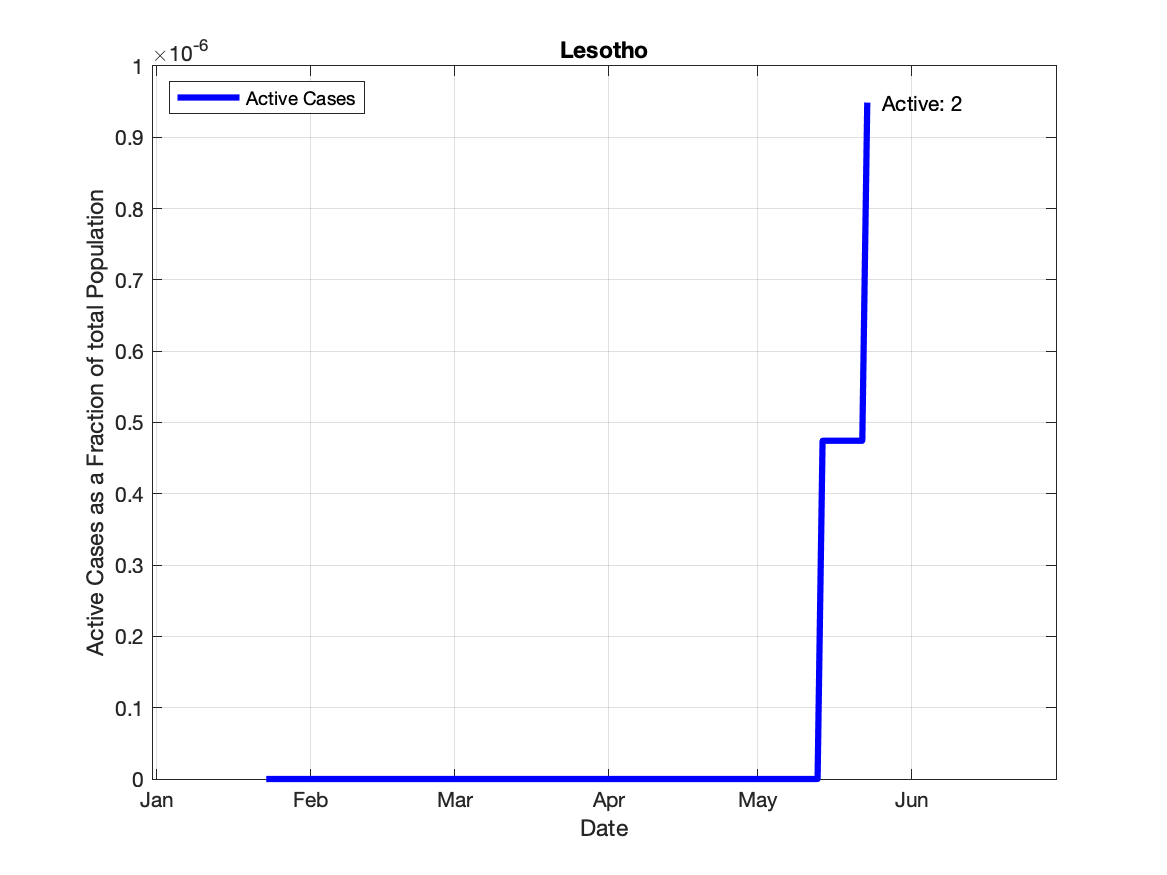 Lesotho
×10-6
1
0.9
0.8
0.7
0.6
0.5
0.4
0.3
0.2
0.1
0
Active Cases as a Fraction of total Population
Active Cases
Active: 2
Jan Feb Mar Apr May Jun
Date